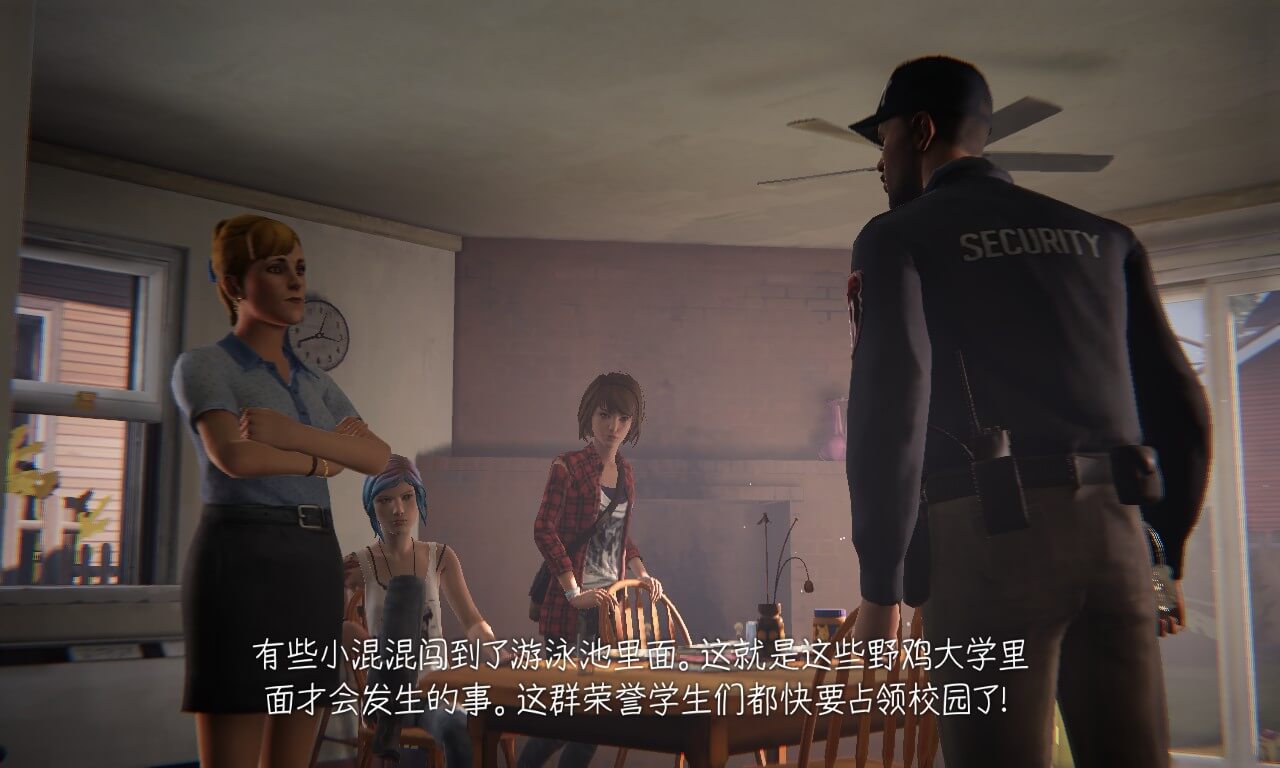 SECURITY
有些小混混闯到了游泳池里面。这就是这些野鸡大学里
面才会发生的事。这群荣誉学生们都快要占领校园了!